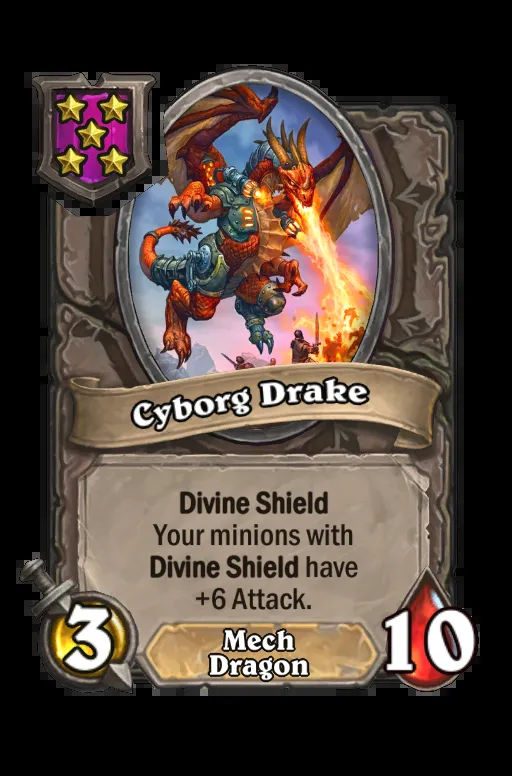 Cyborg Drake
Divine Shield
Your minions with
Divine Shield have
+6 Attack.
3
Mech
Dragon
10